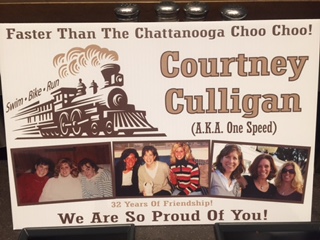 Faster Than The Chattanooga Choo Choo!
Swim • Bike • Run
Courtney
Culligan
(A.K.A. One Speed)
32 Years Of Friendship!
We Are So Proud Of You!